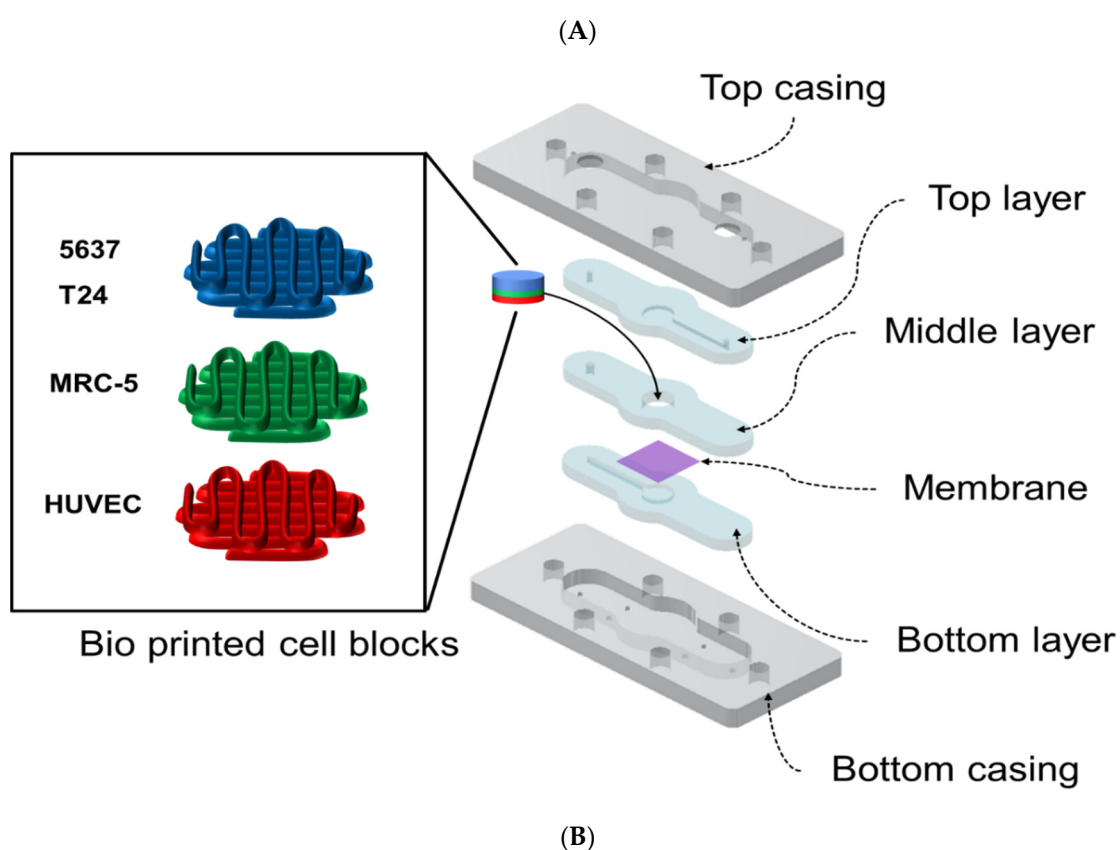 (A)
Top casing
Top layer
5637
T24
Middle layer
MRC-5
Membrane
HUVEC
Bio printed cell blocks
Bottom layer
Bottom casing
(B)